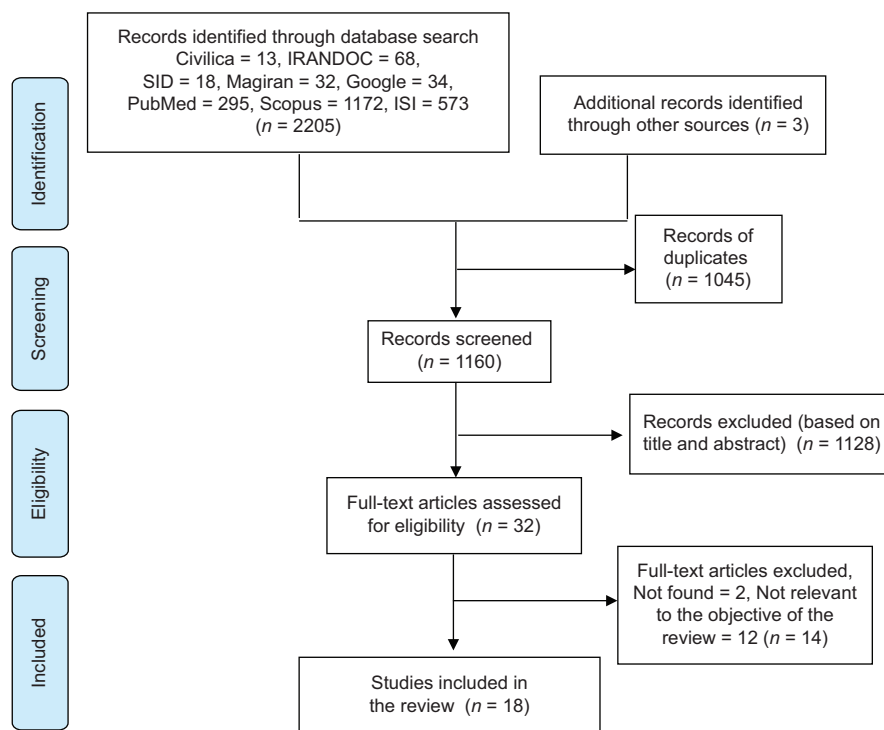 Records identified through database search
Civilica = 13, IRANDOC = 68,
SID = 18, Magiran = 32, Google = 34,
PubMed = 295, Scopus = 1172, ISI = 573
(n = 2205)
Additional records identified
through other sources (n = 3)
Identification
Records of
duplicates
(n = 1045)
Screening
Records screened
(n = 1160)
Records excluded (based on
title and abstract) (n = 1128)
Eligibility
Full-text articles assessed
for eligibility (n = 32)
Full-text articles excluded,
Not found = 2, Not relevant
to the objective of the
review = 12 (n = 14)
Included
Studies included in
the review (n = 18)